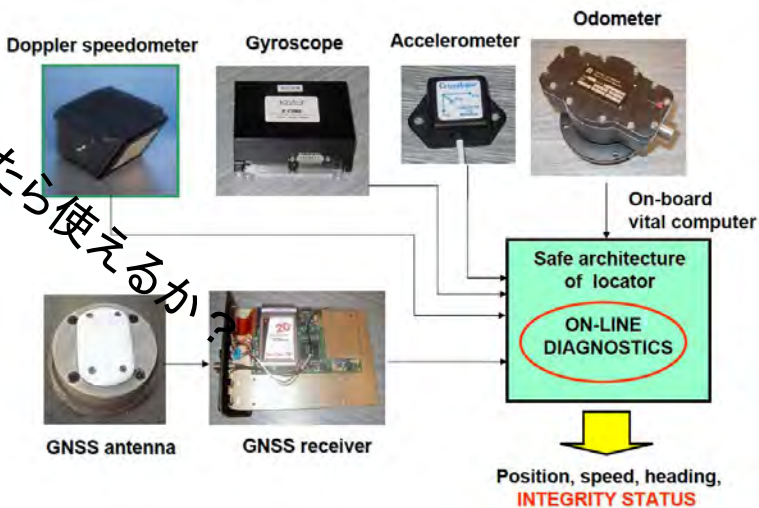 Odometer
Doppler speedometer
Gyroscope
Accelerometer
たら使えるか?
On-board
vital computer
Safe architecture
of locator
ON-LINE
DIAGNOSTICS
GNSS antenna
GNSS receiver
Position, speed, heading,
INTEGRITY STATUS